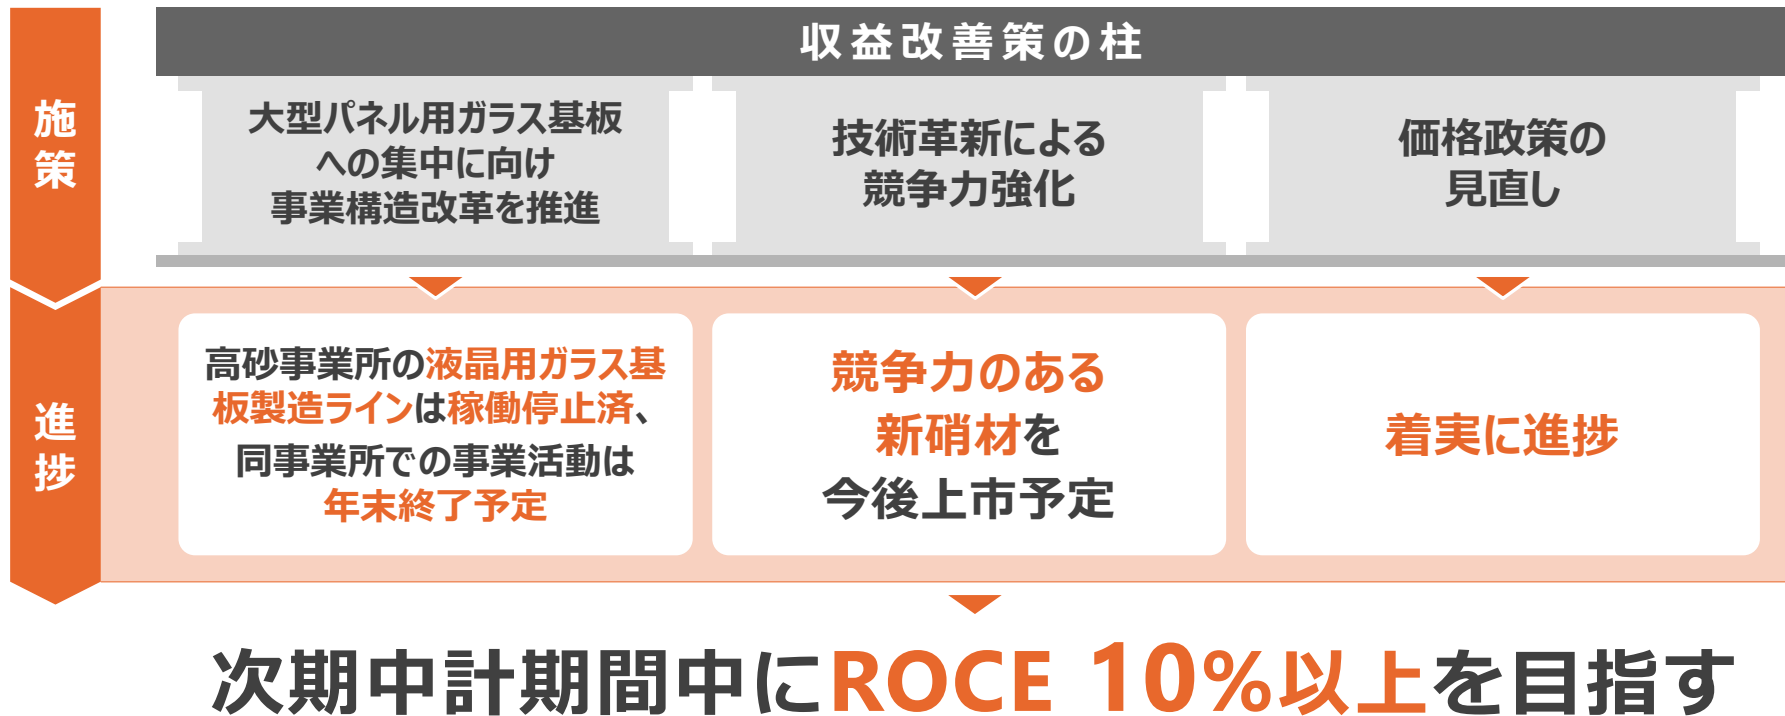 収益改善策の柱
施策
大型パネル用ガラス基板
への集中に向け
事業構造改革を推進
技術革新による
競争力強化
価格政策の
見直し
進捗
高砂事業所の液晶用ガラス基
板製造ラインは稼働停止済、
同事業所での事業活動は
年末終了予定
競争力のある
新硝材を
今後上市予定
着実に進捗
次期中計期間中にROCE 10%以上を目指す